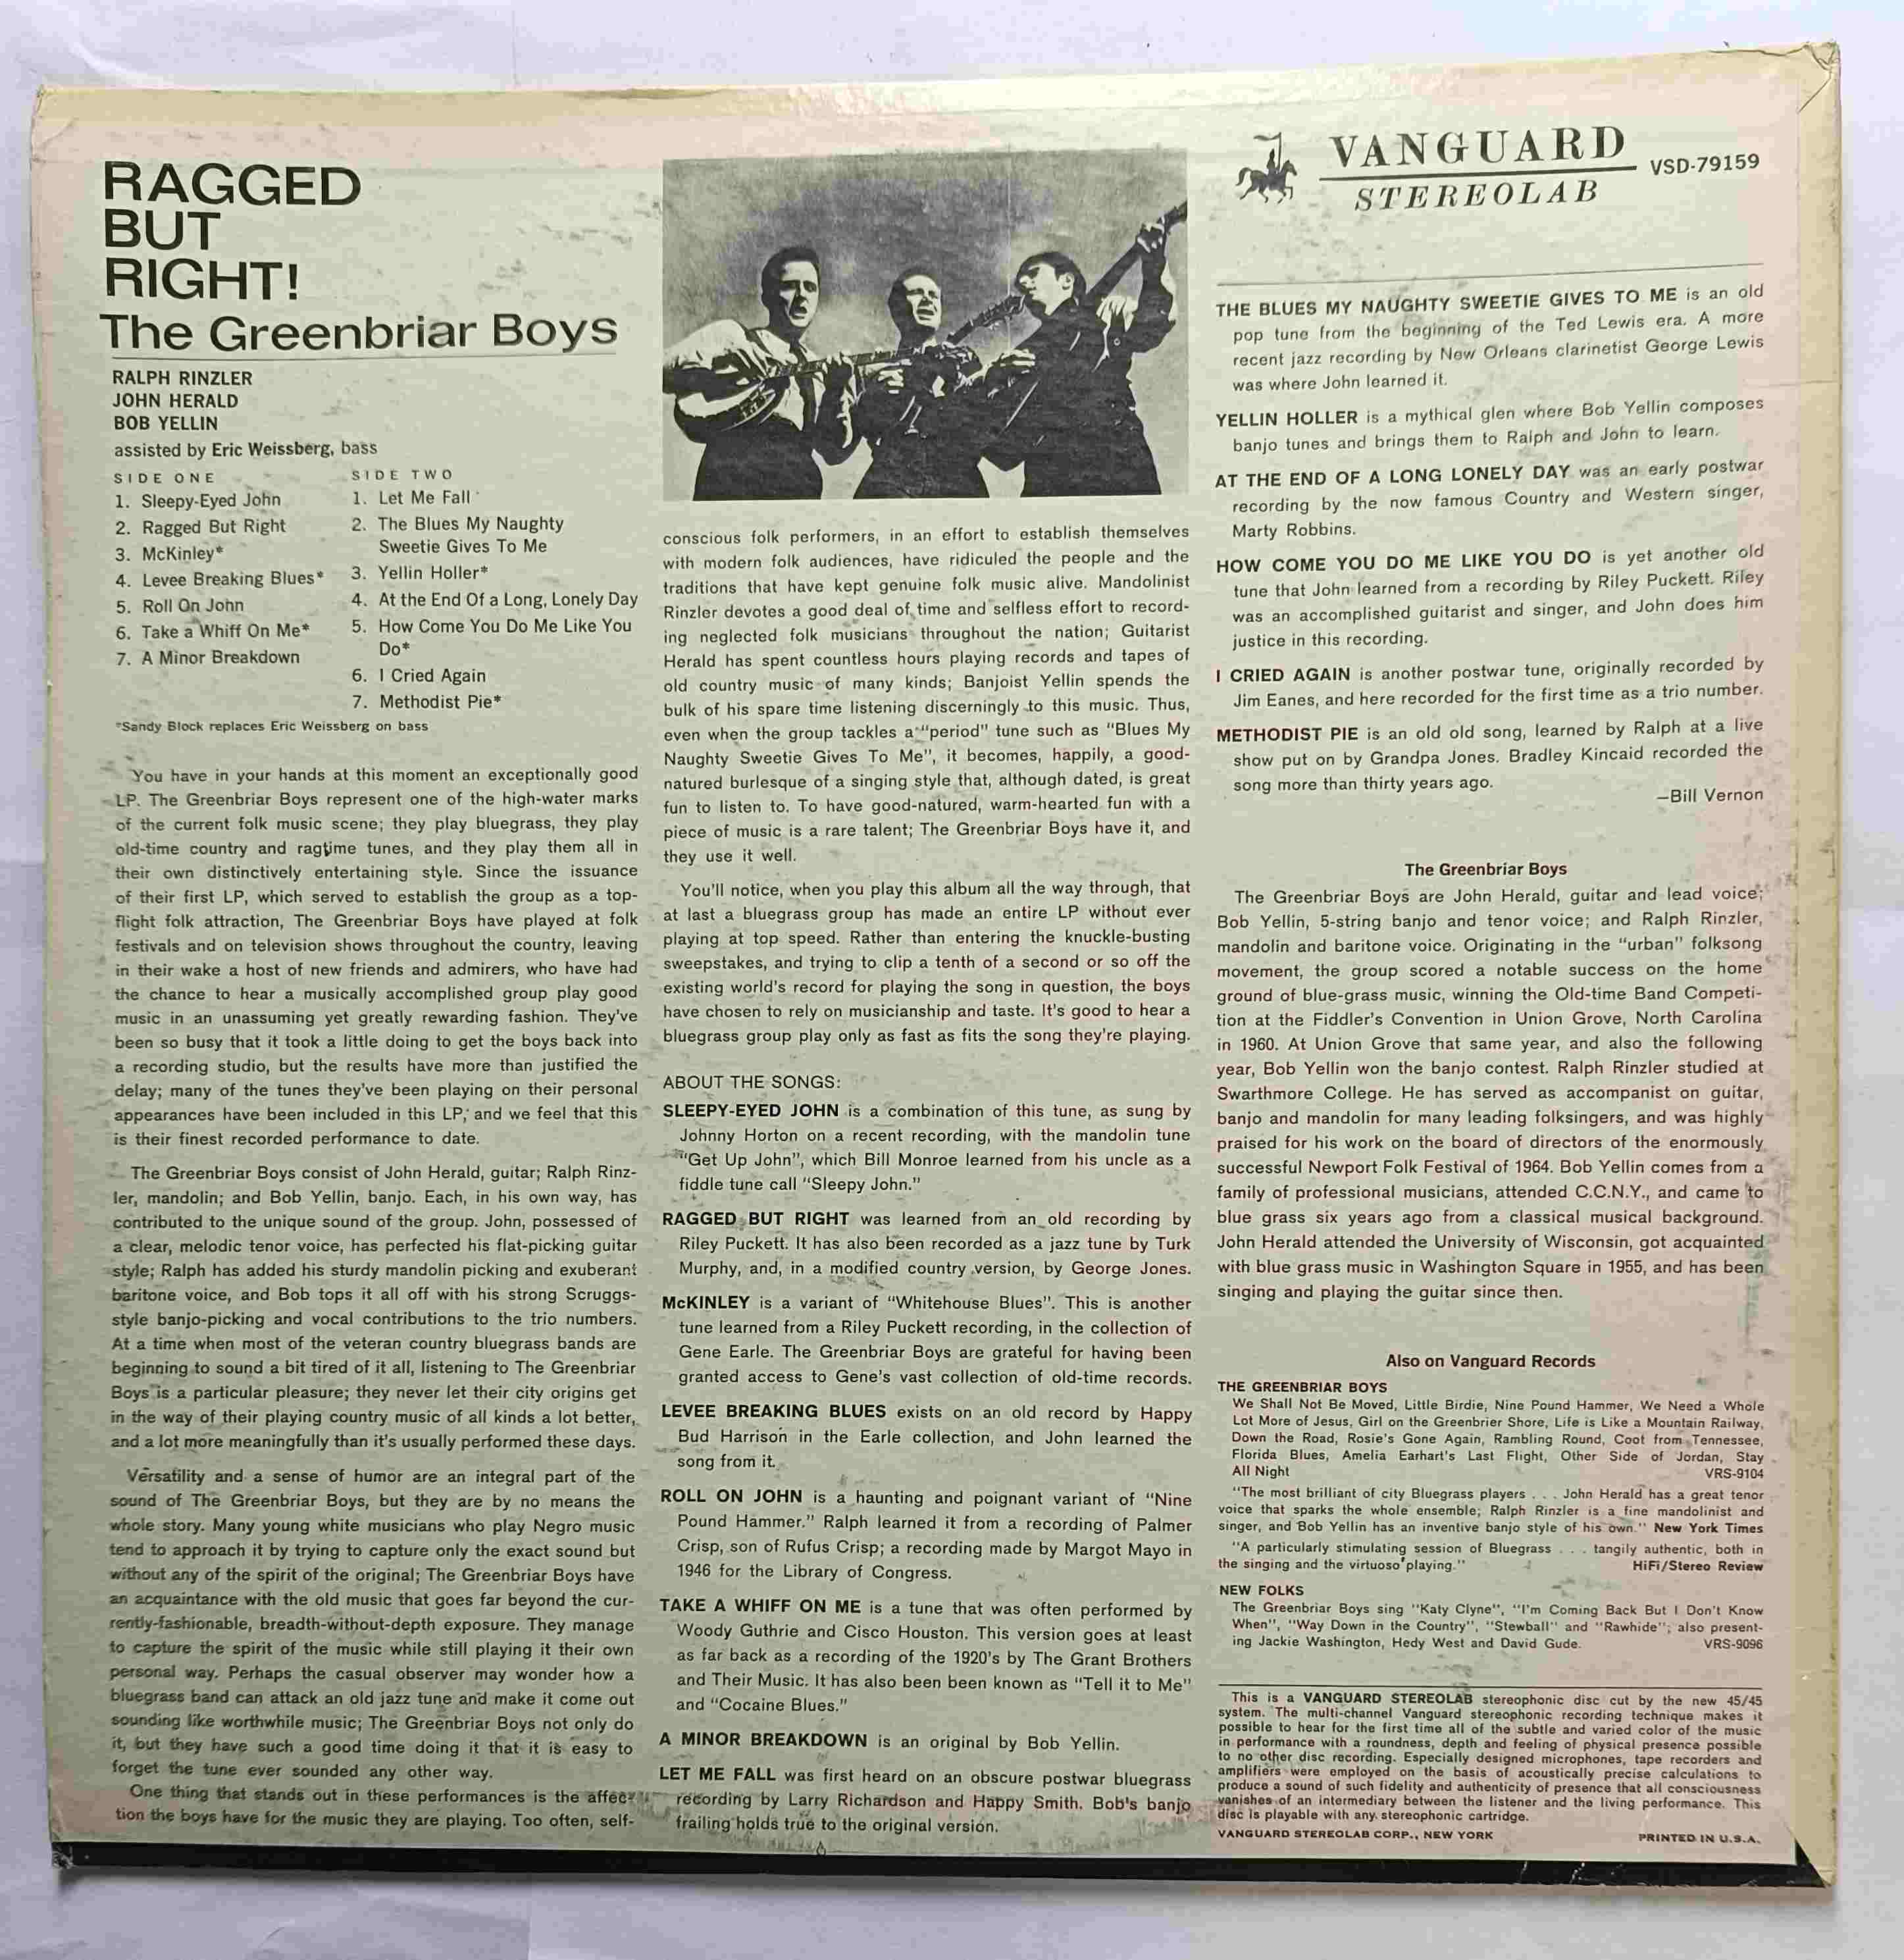 RAGGED
BUT
RIGHT!
The Greenbriar Boys
RALPH RINZLER
JOHN HERALD
BOB YELLIN
assisted by Eric Weissberg, bass
SIDE ONE
1. Sleepy-Eyed John
2. Ragged But Right
3. McKinley*
4. Levee Breaking Blues*
5. Roll On John
6. Take a Whiff On Me*
7. A Minor Breakdown
SIDE TWO
1. Let Me Fall
2. The Blues My Naughty
Sweetie Gives To Me
3. Yellin Holler*
4. At the End Of a Long, Lonely Day
5. How Come You Do Me Like You
Do*
6. I Cried Again
7. Methodist Pie*
*Sandy Block replaces Eric Weissberg on bass
You have in your hands at this moment an exceptionally good
LP. The Greenbriar Boys represent one of the high-water marks
of the current folk music scene; they play bluegrass, they play
old-time country and ragtime tunes, and they play them all in
their own distinctively entertaining style. Since the issuance
of their first LP, which served to establish the group as a top-
flight folk attraction, The Greenbriar Boys have played at folk
festivals and on television shows throughout the country, leaving
in their wake a host of new friends and admirers, who have had
the chance to hear a musically accomplished group play good
music in an unassuming yet greatly rewarding fashion. They've
been so busy that it took a little doing to get the boys back into
a recording studio, but the results have more than justified the
delay; many of the tunes they've been playing on their personal
appearances have been included in this LP, and we feel that this
is their finest recorded performance to date.
The Greenbriar Boys consist of John Herald, guitar; Ralph Rinz-
ler, mandolin; and Bob Yellin, banjo. Each, in his own way, has
contributed to the unique sound of the group. John, possessed of
a clear, melodic tenor voice, has perfected his flat-picking guitar
style; Ralph has added his sturdy mandolin picking and exuberant
baritone voice, and Bob tops it all off with his strong Scruggs-
style banjo-picking and vocal contributions to the trio numbers.
At a time when most of the veteran country bluegrass bands are
beginning to sound a bit tired of it all, listening to The Greenbriar
Boys is a particular pleasure; they never let their city origins get
in the way of their playing country music of all kinds a lot better,
and a lot more meaningfully than it's usually performed these days.
Versatility and a sense of humor are an integral part of the
sound of The Greenbriar Boys, but they are by no means the
whole story. Many young white musicians who play Negro music
tend to approach it by trying to capture only the exact sound but
without any of the spirit of the original; The Greenbriar Boys have
an acquaintance with the old music that goes far beyond the cur-
rently-fashionable, breadth-without-depth exposure. They manage
to capture the spirit of the music while still playing it their own
personal way. Perhaps the casual observer may wonder how a
bluegrass band can attack an old jazz tune and make it come out
sounding like worthwhile music; The Greenbriar Boys not only do
it, but they have such a good time doing it that it is easy to
forget the tune ever sounded any other way.
One thing that stands out in these performances is the affec-
tion the boys have for the music they are playing. Too often, self-
conscious folk performers, in an effort to establish themselves
with modern folk audiences, have ridiculed the people and the
traditions that have kept genuine folk music alive. Mandolinist
Rinzler devotes a good deal of time and selfless effort to record-
ing neglected folk musicians throughout the nation; Guitarist
Herald has spent countless hours playing records and tapes of
old country music of many kinds; Banjoist Yellin spends the
bulk of his spare time listening discerningly to this music. Thus,
even when the group tackles a "period" tune such as "Blues My
Naughty Sweetie Gives To Me", it becomes, happily, a good-
natured burlesque of a singing style that, although dated, is great
fun to listen to. To have good-natured, warm-hearted fun with a
piece of music is a rare talent; The Greenbriar Boys have it, and
they use it well.
You'll notice, when you play this album all the way through, that
at last a bluegrass group has made an entire LP without ever
playing at top speed. Rather than entering the knuckle-busting
sweepstakes, and trying to clip a tenth of a second or so off the
existing world's record for playing the song in question, the boys
have chosen to rely on musicianship and taste. It's good to hear a
bluegrass group play only as fast as fits the song they're playing.
ABOUT THE SONGS:
SLEEPY-EYED JOHN is a combination of this tune, as sung by
Johnny Horton on a recent recording, with the mandolin tune
"Get Up John", which Bill Monroe learned from his uncle as a
fiddle tune call "Sleepy John."
RAGGED BUT RIGHT was learned from an old recording by
Riley Puckett. It has also been recorded as a jazz tune by Turk
Murphy, and, in a modified country version, by George Jones.
McKINLEY is a variant of "Whitehouse Blues". This is another
tune learned from a Riley Puckett recording, in the collection of
Gene Earle. The Greenbriar Boys are grateful for having been
granted access to Gene's vast collection of old-time records.
LEVEE BREAKING BLUES exists on an old record by Happy
Bud Harrison in the Earle collection, and John learned the
song from it.
ROLL ON JOHN is a haunting and poignant variant of "Nine
Pound Hammer." Ralph learned it from a recording of Palmer
Crisp, son of Rufus Crisp; a recording made by Margot Mayo in
1946 for the Library of Congress.
TAKE A WHIFF ON ME is a tune that was often performed by
Woody Guthrie and Cisco Houston. This version goes at least
as far back as a recording of the 1920's by The Grant Brothers
and Their Music. It has also been been known as "Tell it to Me"
and "Cocaine Blues."
A MINOR BREAKDOWN is an original by Bob Yellin.
LET ME FALL was first heard on an obscure postwar bluegrass
recording by Larry Richardson and Happy Smith. Bob's banjo
frailing holds true to the original version.
VANGUARD
STEREOLAB
VSD-79159
THE BLUES MY NAUGHTY SWEETIE GIVES TO ME is an old
pop tune from the beginning of the Ted Lewis era. A more
recent jazz recording by New Orleans clarinetist George Lewis
was where John learned it.
YELLIN HOLLER is a mythical glen where Bob Yellin composes
banjo tunes and brings them to Ralph and John to learn.
AT THE END OF A LONG LONELY DAY was an early postwar
recording by the now famous Country and Western singer,
Marty Robbins.
HOW COME YOU DO ME LIKE YOU DO is yet another old
tune that John learned from a recording by Riley Puckett. Riley
was an accomplished guitarist and singer, and John does him
justice in this recording.
I CRIED AGAIN is another postwar tune, originally recorded by
Jim Eanes, and here recorded for the first time as a trio number.
METHODIST PIE is an old old song, learned by Ralph at a live
show put on by Grandpa Jones. Bradley Kincaid recorded the
song more than thirty years ago.
—Bill Vernon
The Greenbriar Boys
The Greenbriar Boys are John Herald, guitar and lead voice;
Bob Yellin, 5-string banjo and tenor voice; and Ralph Rinzler,
mandolin and baritone voice. Originating in the "urban" folksong
movement, the group scored a notable success on the home
ground of blue-grass music, winning the Old-time Band Competi-
tion at the Fiddler's Convention in Union Grove, North Carolina
in 1960. At Union Grove that same year, and also the following
year, Bob Yellin won the banjo contest. Ralph Rinzler studied at
Swarthmore College. He has served as accompanist on guitar,
banjo and mandolin for many leading folksingers, and was highly
praised for his work on the board of directors of the enormously
successful Newport Folk Festival of 1964. Bob Yellin comes from a
family of professional musicians, attended C.C.N.Y., and came to
blue grass six years ago from a classical musical background.
John Herald attended the University of Wisconsin, got acquainted
with blue grass music in Washington Square in 1955, and has been
singing and playing the guitar since then.
Also on Vanguard Records
THE GREENBRIAR BOYS
We Shall Not Be Moved, Little Birdie, Nine Pound Hammer, We Need a Whole
Lot More of Jesus, Girl on the Greenbrier Shore, Life is Like a Mountain Railway,
Down the Road, Rosie's Gone Again, Rambling Round, Coot from Tennessee,
Florida Blues, Amelia Earhart's Last Flight, Other Side of Jordan, Stay
All Night VRS-9104
"The most brilliant of city Bluegrass players . . . John Herald has a great tenor
voice that sparks the whole ensemble; Ralph Rinzler is a fine mandolinist and
singer, and Bob Yellin has an inventive banjo style of his own." New York Times
"A particularly stimulating session of Bluegrass . . . tangily authentic, both in
the singing and the virtuoso playing." HiFi/Stereo Review
NEW FOLKS
The Greenbriar Boys sing "Katy Clyne", "I'm Coming Back But I Don't Know
When", "Way Down in the Country", "Stewball" and "Rawhide"; also present-
ing Jackie Washington, Hedy West and David Gude. VRS-9096
This is a VANGUARD STEREOLAB stereophonic disc cut by the new 45/45
system. The multi-channel Vanguard stereophonic recording technique makes it
possible to hear for the first time all of the subtle and varied color of the music
in performance with a roundness, depth and feeling of physical presence possible
to no other disc recording. Especially designed microphones, tape recorders and
amplifiers were employed on the basis of acoustically precise calculations to
produce a sound of such fidelity and authenticity of presence that all consciousness
vanishes of an intermediary between the listener and the living performance. This
disc is playable with any stereophonic cartridge.
VANGUARD STEREOLAB CORP., NEW YORK PRINTED IN U.S.A.